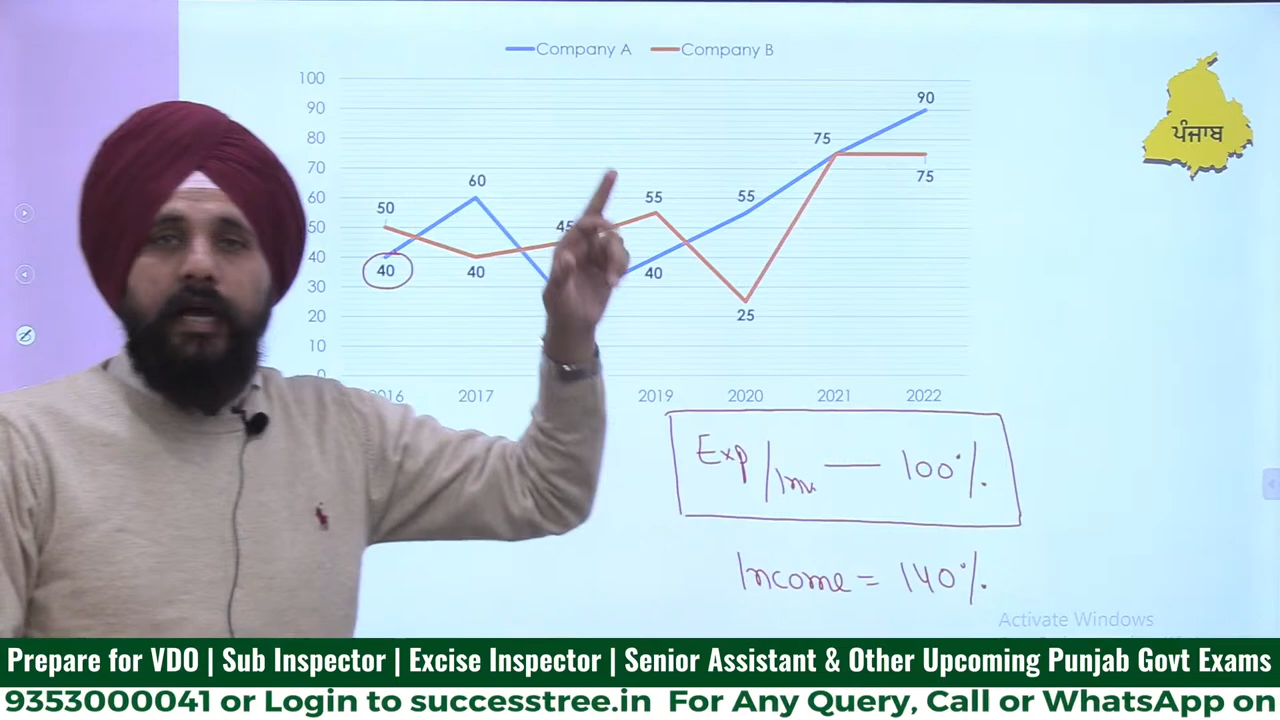 Company A Company B
100
90
80
70
60
50
40
30
20
10
0
50
40
60
40
45
55
40
55
25
75
90
75
2016 2017 2019 2020 2021 2022
ਪੰਜਾਬ
Exp/Inv — 100%.
Income = 140%.
Activate Windows
Prepare for VDO | Sub Inspector | Excise Inspector | Senior Assistant & Other Upcoming Punjab Govt Exams
9353000041 or Login to successtree.in For Any Query, Call or WhatsApp on